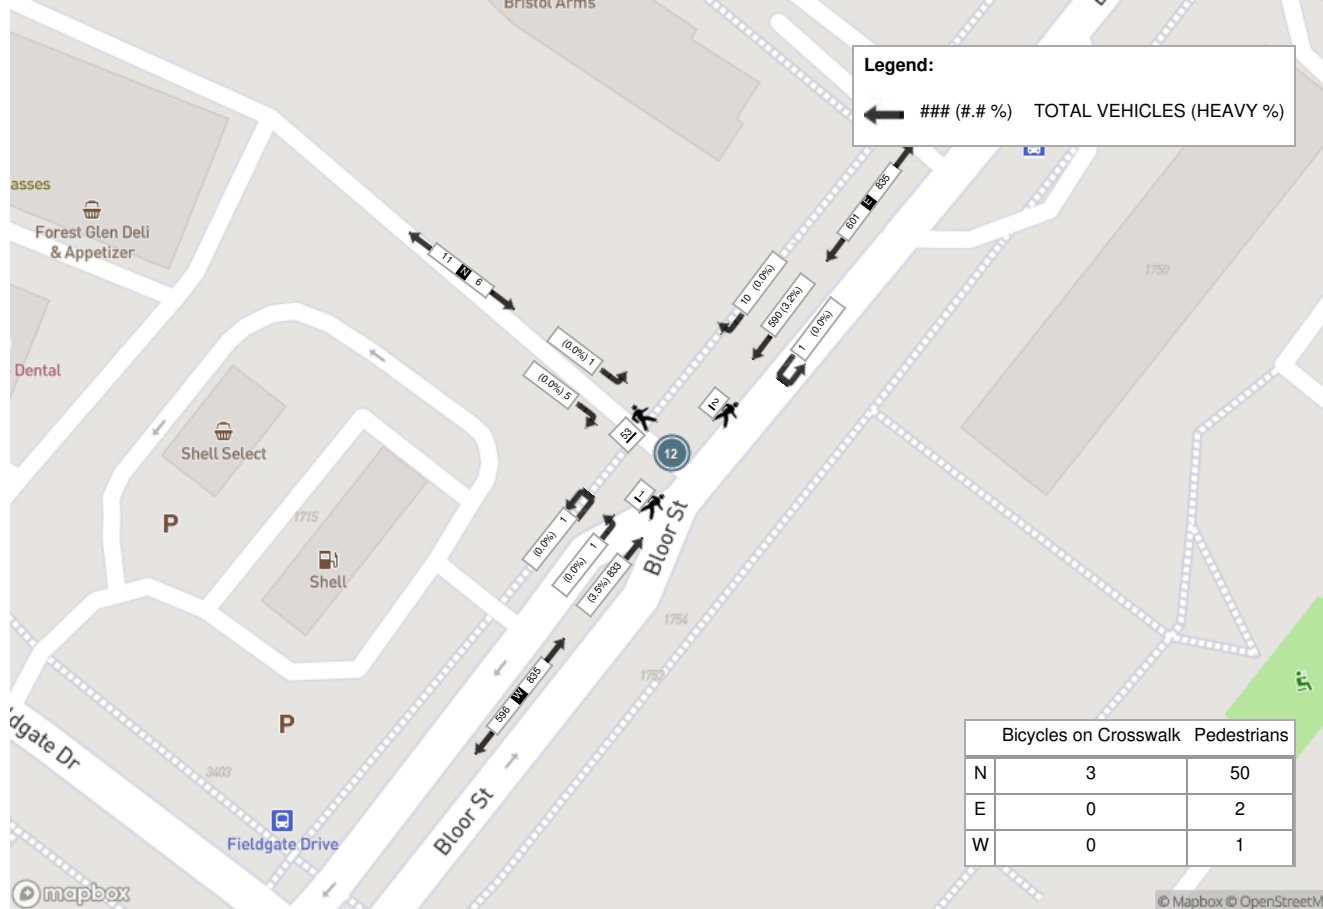 Bristol Arms
Legend:
### (#.# %) TOTAL VEHICLES (HEAVY %)
asses
Forest Glen Deli
& Appetizer
Dental
Shell Select
P
1715
Shell
P
3403
dgate Dr
Fieldgate Drive
Bloor St
Bloor St
1750
1754
1752
835
E
601
10 (0.0%)
590 (3.2%)
1 (0.0%)
11 N 6
(0.0%) 1
(0.0%) 5
53
2
12
1
(0.0%) 1
(0.0%) 1
(3.5%) 833
835
W
596
Bicycles on Crosswalk Pedestrians
N 3 50
E 0 2
W 0 1
mapbox
© Mapbox © OpenStreetM